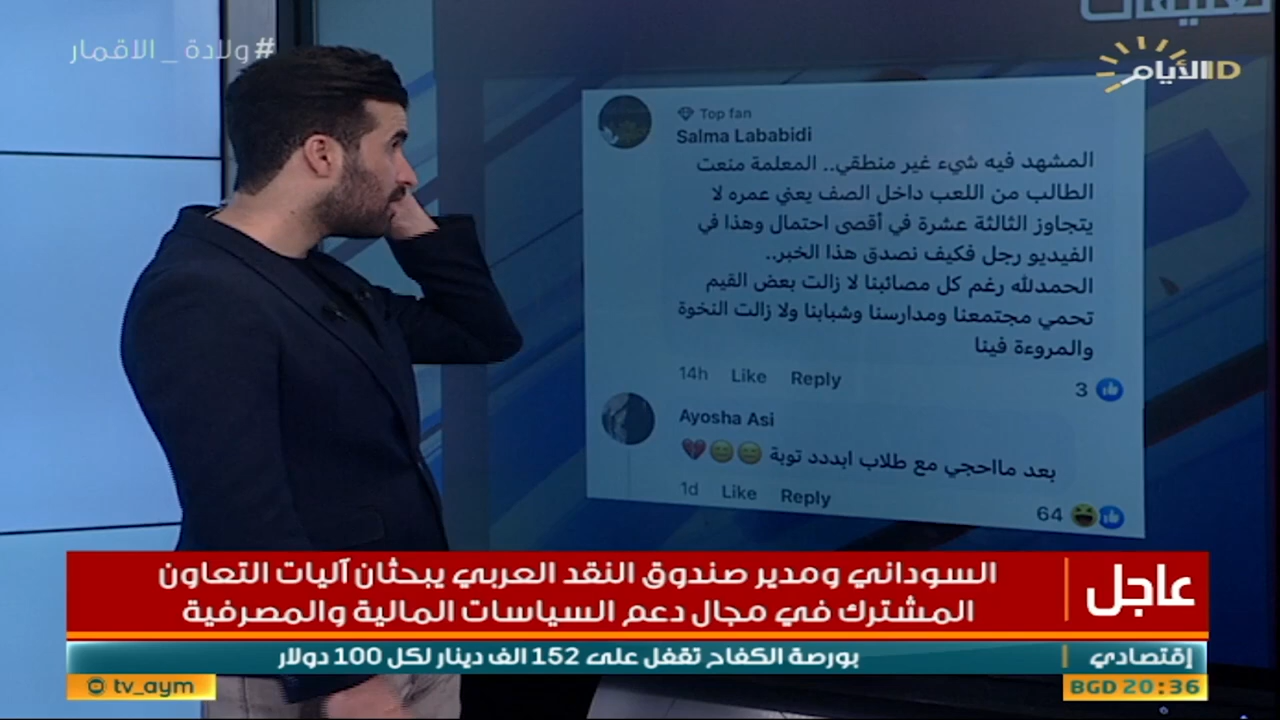 تعليقات
#ولادة_الاقمار
الأيام
Top fan
Salma Lababidi
المشهد فيه شيء غير منطقي.. المعلمة منعت
الطالب من اللعب داخل الصف يعني عمره لا
يتجاوز الثالثة عشرة في أقصى احتمال وهذا في
الفيديو رجل فكيف نصدق هذا الخبر..
الحمدلله رغم كل مصائبنا لا زالت بعض القيم
تحمي مجتمعنا ومدارسنا وشبابنا ولا زالت النخوة
والمروءة فينا
14h Like Reply 3
Ayosha Asi
بعد مااحجي مع طلاب ابددد توبة 😑😑💔
1d Like Reply 64
عاجل
السوداني ومدير صندوق النقد العربي يبحثان آليات التعاون
المشترك في مجال دعم السياسات المالية والمصرفية
إقتصادي
بورصة الكفاح تقفل على 152 الف دينار لكل 100 دولار
tv_aym
BGD 20:36